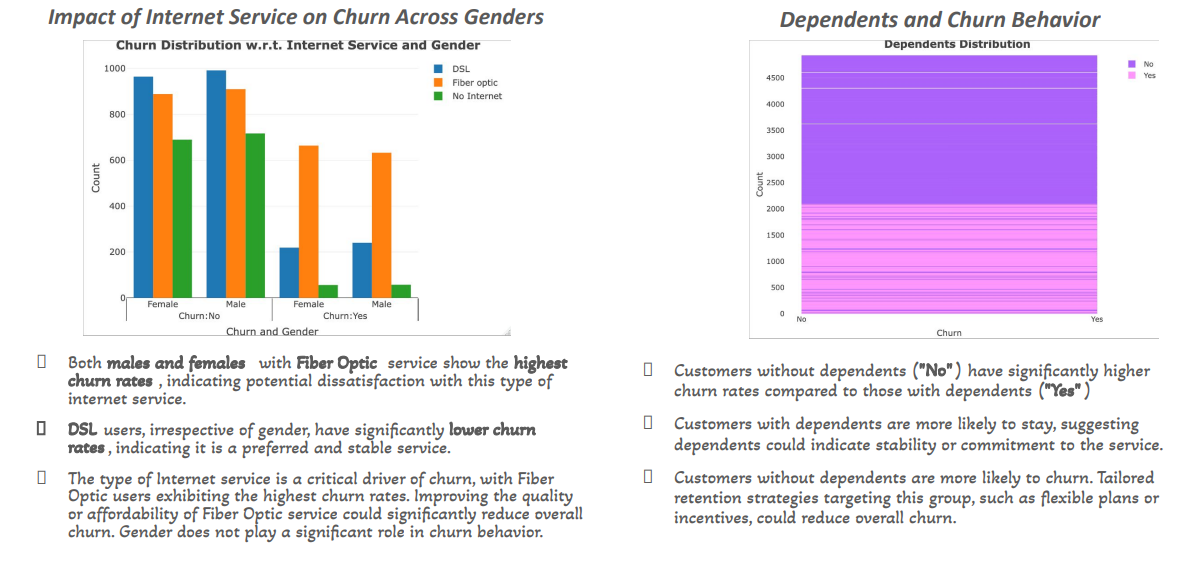 Impact of Internet Service on Churn Across Genders
Churn Distribution w.r.t. Internet Service and Gender
DSL
Fiber optic
No Internet
1000
800
600
400
200
0
Count
Female
Male
Female
Male
Churn:No
Churn:Yes
Churn and Gender
Both males and females with Fiber Optic service show the highest
churn rates , indicating potential dissatisfaction with this type of
internet service.
DSL users, irrespective of gender, have significantly lower churn
rates , indicating it is a preferred and stable service.
The type of Internet service is a critical driver of churn, with Fiber
Optic users exhibiting the highest churn rates. Improving the quality
or affordability of Fiber Optic service could significantly reduce overall
churn. Gender does not play a significant role in churn behavior.
Dependents and Churn Behavior
Dependents Distribution
No
Yes
4500
4000
3500
3000
2500
2000
1500
1000
500
0
Count
No
Yes
Churn
Customers without dependents ("No" ) have significantly higher
churn rates compared to those with dependents ("Yes" )
Customers with dependents are more likely to stay, suggesting
dependents could indicate stability or commitment to the service.
Customers without dependents are more likely to churn. Tailored
retention strategies targeting this group, such as flexible plans or
incentives, could reduce overall churn.